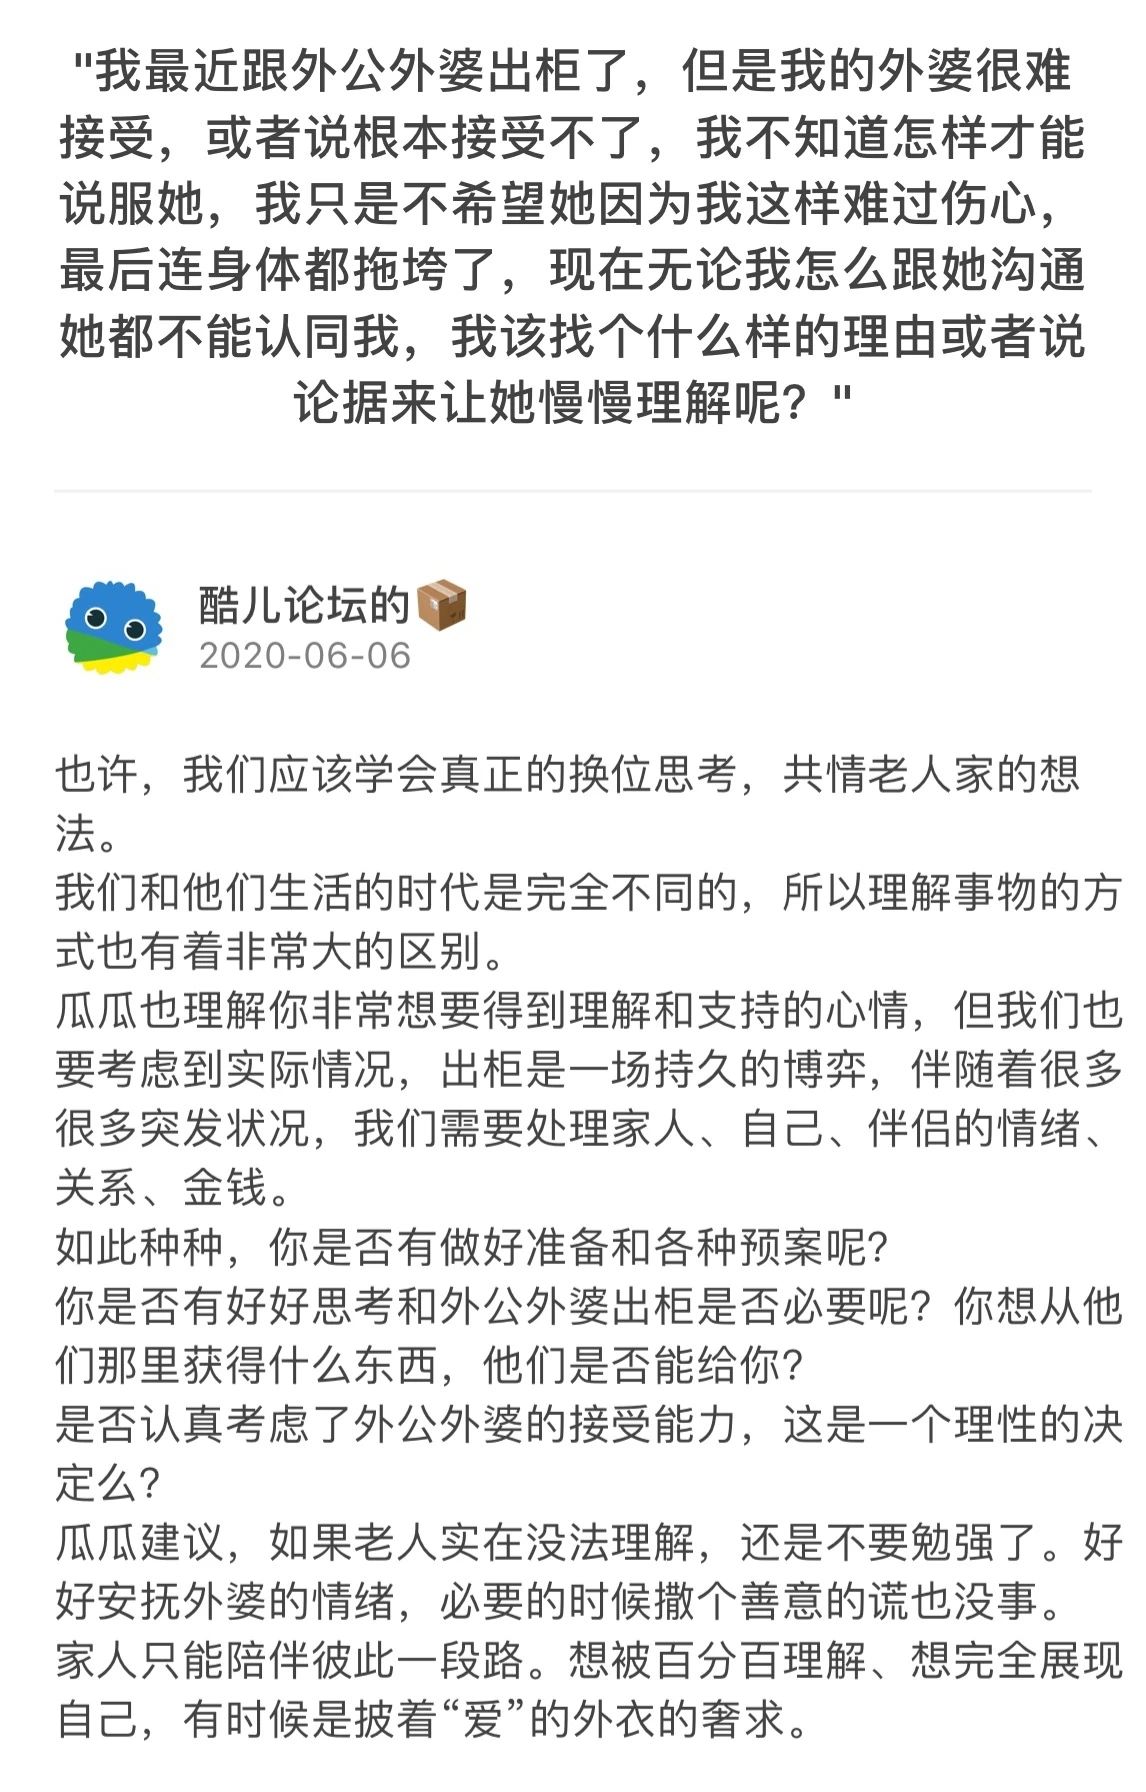 "我最近跟外公外婆出柜了，但是我的外婆很难
接受，或者说根本接受不了，我不知道怎样才能
说服她，我只是不希望她因为我这样难过伤心，
最后连身体都拖垮了，现在无论我怎么跟她沟通
她都不能认同我，我该找个什么样的理由或者说
论据来让她慢慢理解呢？"
酷儿论坛的📦
2020-06-06
也许，我们应该学会真正的换位思考，共情老人家的想
法。
我们和他们生活的时代是完全不同的，所以理解事物的方
式也有着非常大的区别。
瓜瓜也理解你非常想要得到理解和支持的心情，但我们也
要考虑到实际情况，出柜是一场持久的博弈，伴随着很多
很多突发状况，我们需要处理家人、自己、伴侣的情绪、
关系、金钱。
如此种种，你是否有做好准备和各种预案呢？
你是否有好好思考和外公外婆出柜是否必要呢？你想从他
们那里获得什么东西，他们是否能给你？
是否认真考虑了外公外婆的接受能力，这是一个理性的决
定么？
瓜瓜建议，如果老人实在没法理解，还是不要勉强了。好
好安抚外婆的情绪，必要的时候撒个善意的谎也没事。
家人只能陪伴彼此一段路。想被百分百理解、想完全展现
自己，有时候是披着“爱”的外衣的奢求。